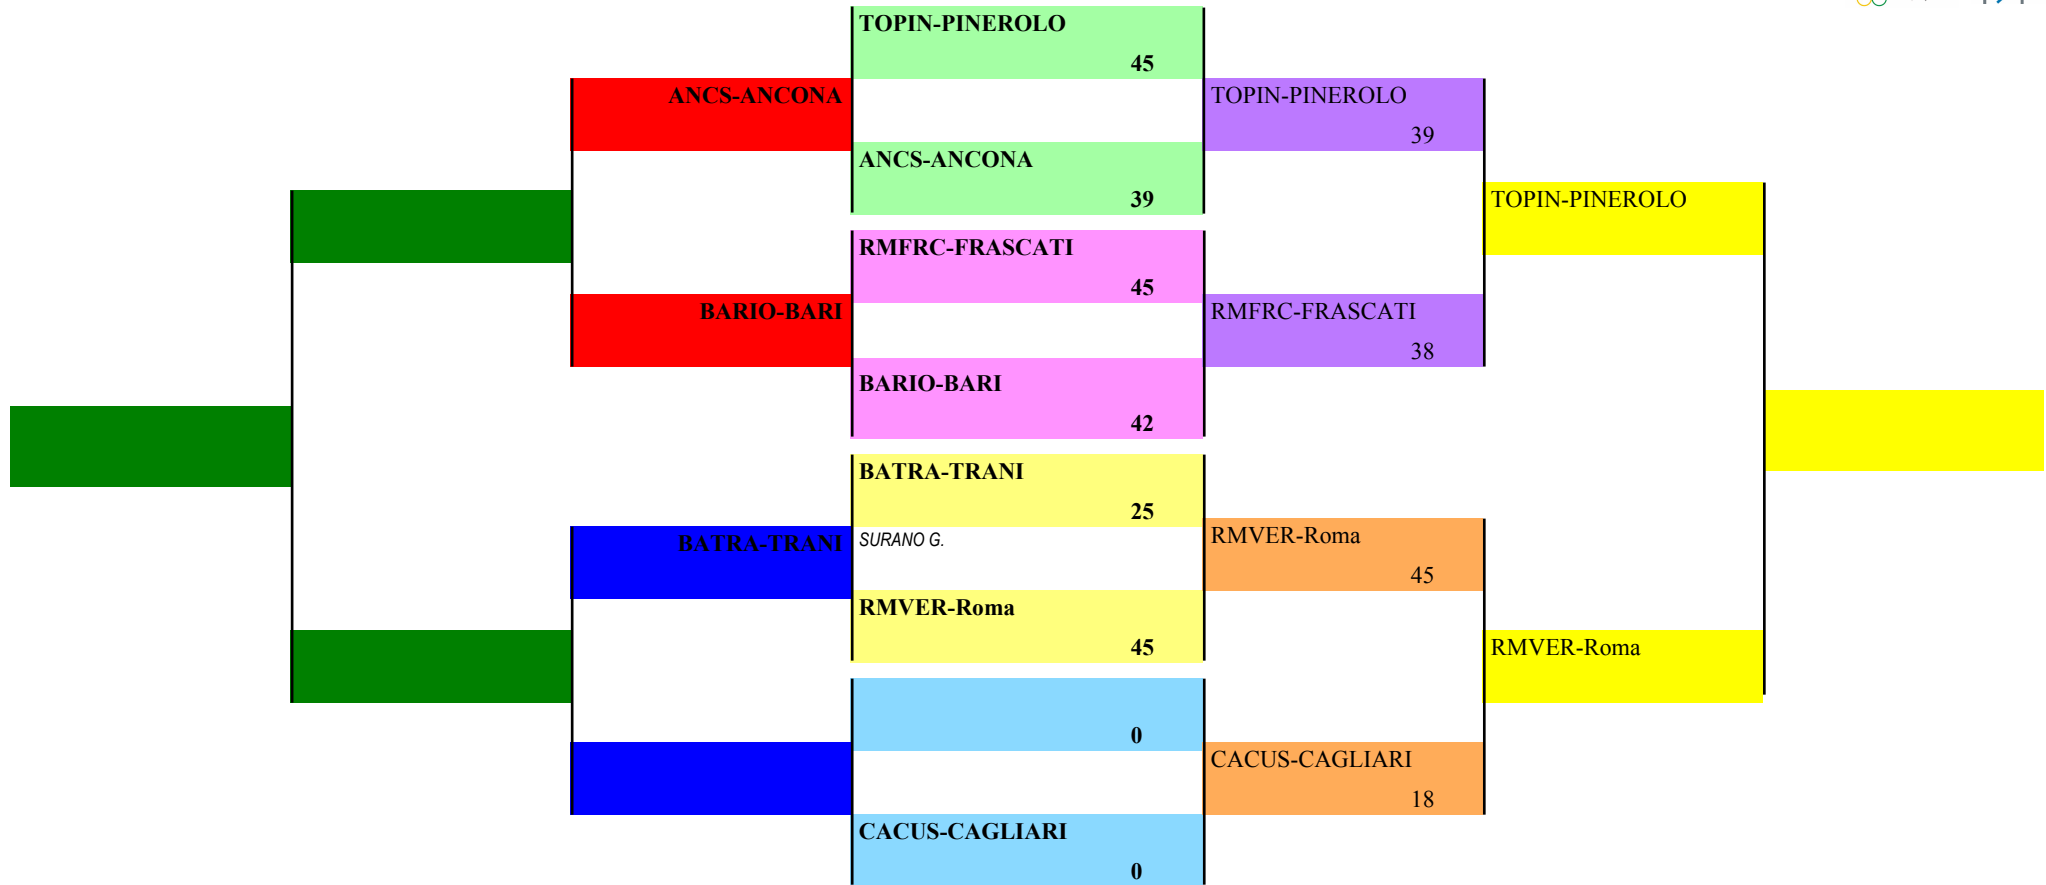 TOPIN-PINEROLO
45
ANCS-ANCONA
TOPIN-PINEROLO
39
ANCS-ANCONA
39
TOPIN-PINEROLO
RMFRC-FRASCATI
45
BARIO-BARI
RMFRC-FRASCATI
38
BARIO-BARI
42
BATRA-TRANI
25
BATRA-TRANI
SURANO G.
RMVER-Roma
45
RMVER-Roma
45
RMVER-Roma
0
CACUS-CAGLIARI
18
CACUS-CAGLIARI
0